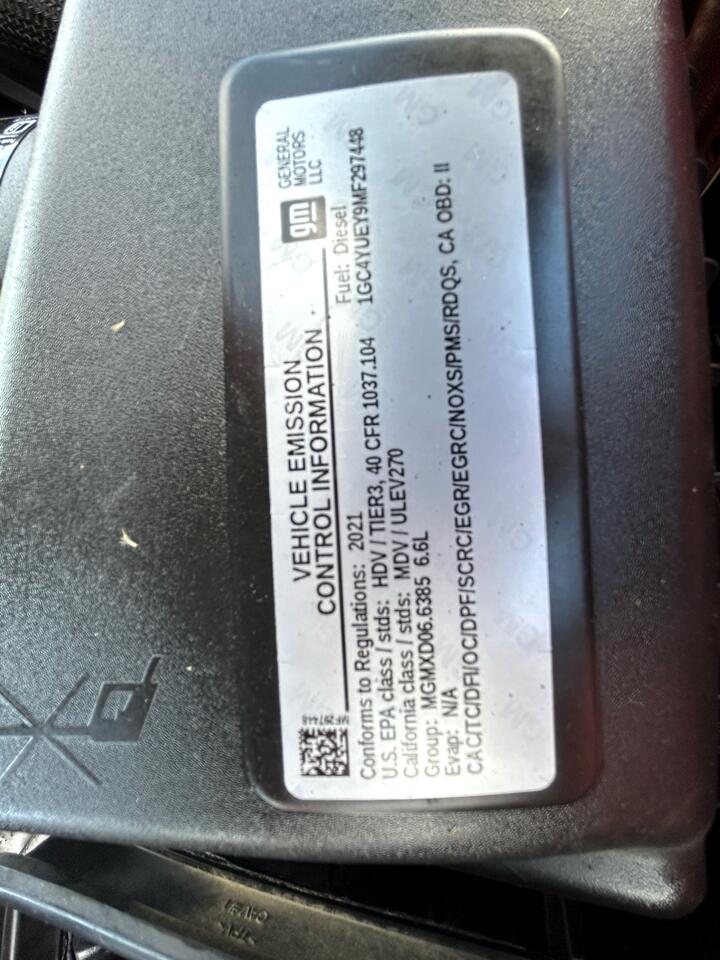 VEHICLE EMISSION
CONTROL INFORMATION
gm
GENERAL
MOTORS
LLC
MF297448
Conforms to Regulations: 2021
Fuel: Diesel
U.S. EPA class / stds: HDV / TIER3, 40 CFR 1037.104
1GC4YUEY9MF297448
California class / stds: MDV / ULEV270
Group: MGMXD06.6385 6.6L
Evap: N/A
CAC/TC/DFI/OC/DPF/SCRC/EGR/EGRC/NOXS/PMS/RDQS, CA OBD: II